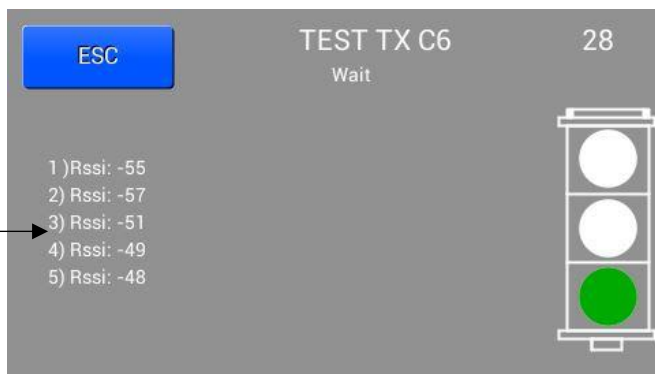 ESC
TEST TX C6
28
Wait
1 )Rssi: -55
2) Rssi: -57
3) Rssi: -51
4) Rssi: -49
5) Rssi: -48